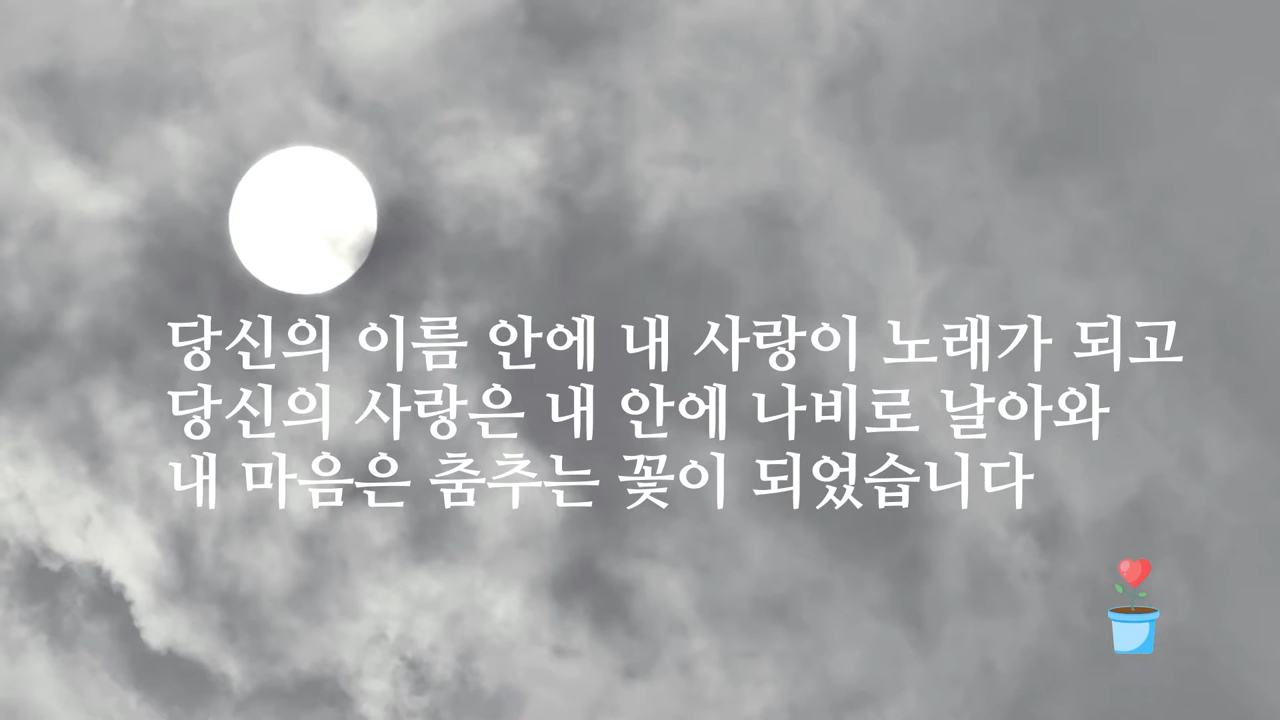 당신의 이름 안에 내 사랑이 노래가 되고
당신의 사랑은 내 안에 나비로 날아와
내 마음은 춤추는 꽃이 되었습니다